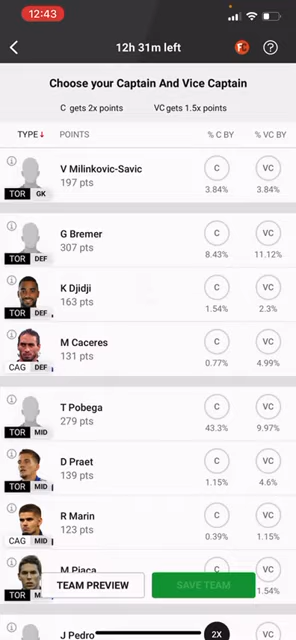 12:43
12h 31m left
Choose your Captain And Vice Captain
C gets 2x points VC gets 1.5x points
TYPE POINTS % C BY % VC BY
V Milinkovic-Savic
197 pts
TOR GK
C VC
3.84% 3.84%
G Bremer
307 pts
TOR DEF
C VC
8.43% 11.12%
K Djidji
163 pts
TOR DEF
C VC
1.54% 2.3%
M Caceres
131 pts
CAG DEF
C VC
0.77% 4.99%
T Pobega
279 pts
TOR MID
C VC
43.3% 9.97%
D Praet
139 pts
TOR MID
C VC
1.15% 4.6%
R Marin
123 pts
CAG MID
C VC
0.39% 1.15%
M Pjaca
TOR
C VC
1.54%
TEAM PREVIEW SAVE TEAM
J Pedro 2X VC